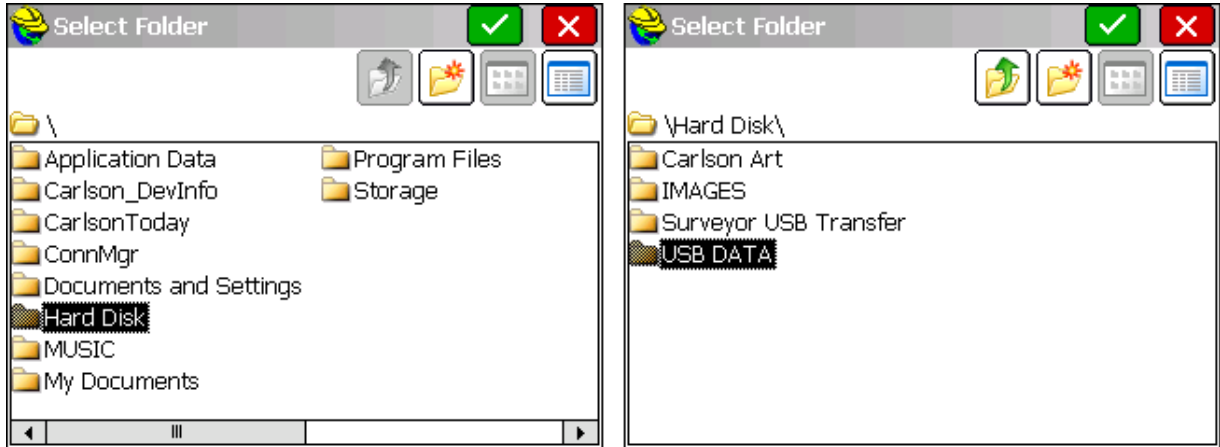 Select Folder
\
Application Data
Carlson_DevInfo
CarlsonToday
ConnMgr
Documents and Settings
Hard Disk
MUSIC
My Documents
Program Files
Storage
Select Folder
\Hard Disk\
Carlson Art
IMAGES
Surveyor USB Transfer
USB DATA